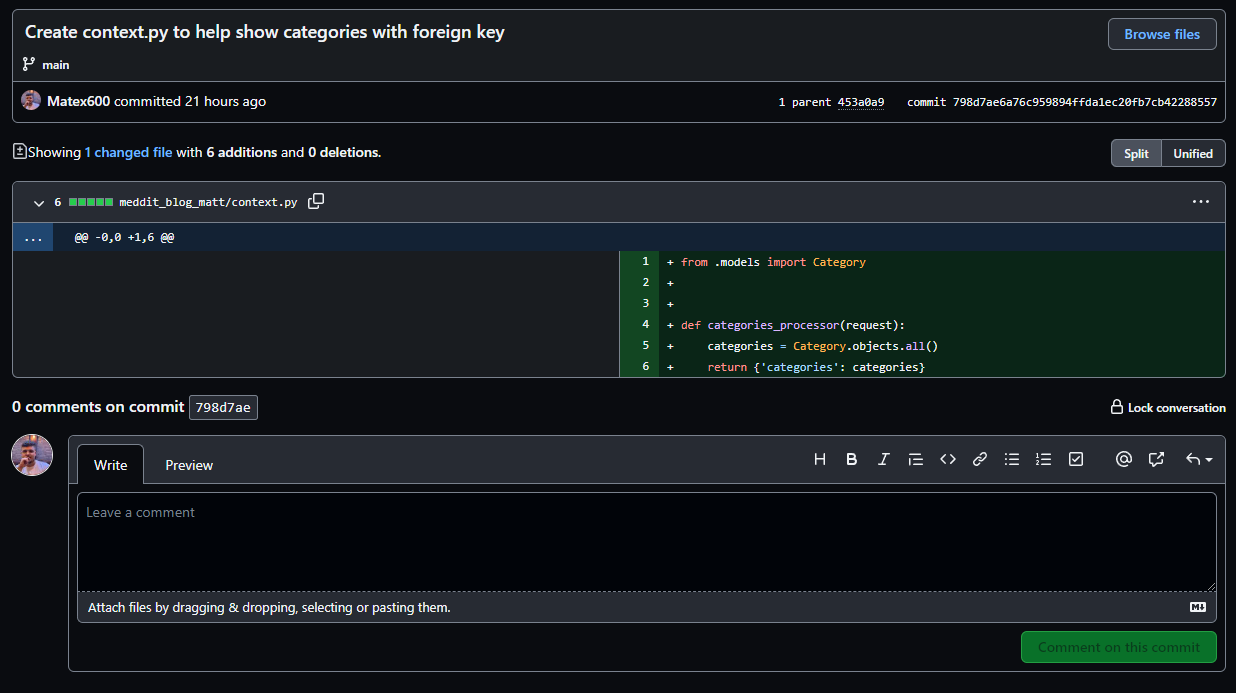 Create context.py to help show categories with foreign key
Browse files
main
Matex600 committed 21 hours ago
1 parent 453a0a9 commit 798d7ae6a76c959894ffda1ec20fb7cb42288557
Showing 1 changed file with 6 additions and 0 deletions.
Split Unified
6 meddit_blog_matt/context.py
@@ -0,0 +1,6 @@
1 + from .models import Category
2 +
3 +
4 + def categories_processor(request):
5 +     categories = Category.objects.all()
6 +     return {'categories': categories}
0 comments on commit 798d7ae
Lock conversation
Write Preview
Leave a comment
Attach files by dragging & dropping, selecting or pasting them.
Comment on this commit